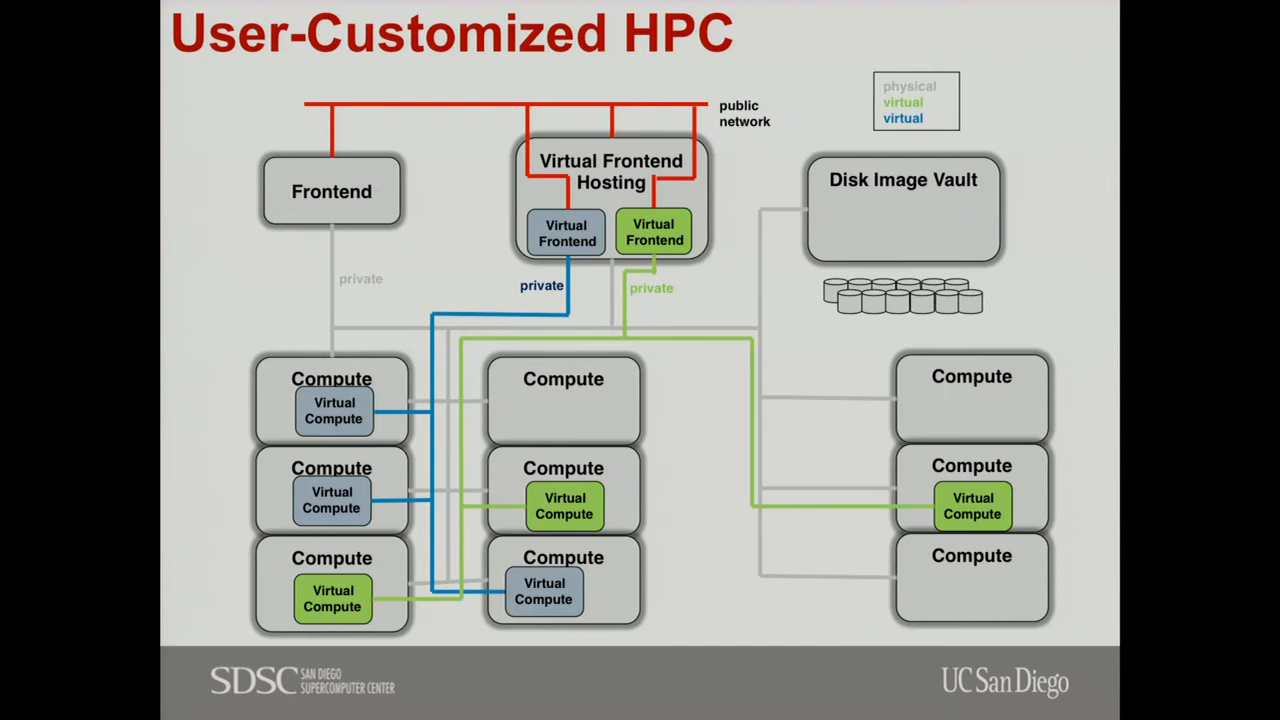 User-Customized HPC
physical
virtual
virtual
public
network
Frontend
Virtual Frontend
Hosting
Virtual
Frontend
Virtual
Frontend
Disk Image Vault
private
private
private
Compute
Virtual
Compute
Compute
Compute
Compute
Virtual
Compute
Compute
Virtual
Compute
Compute
Virtual
Compute
Compute
Virtual
Compute
Compute
Virtual
Compute
Compute
SDSC SAN DIEGO
SUPERCOMPUTER CENTER
UC San Diego